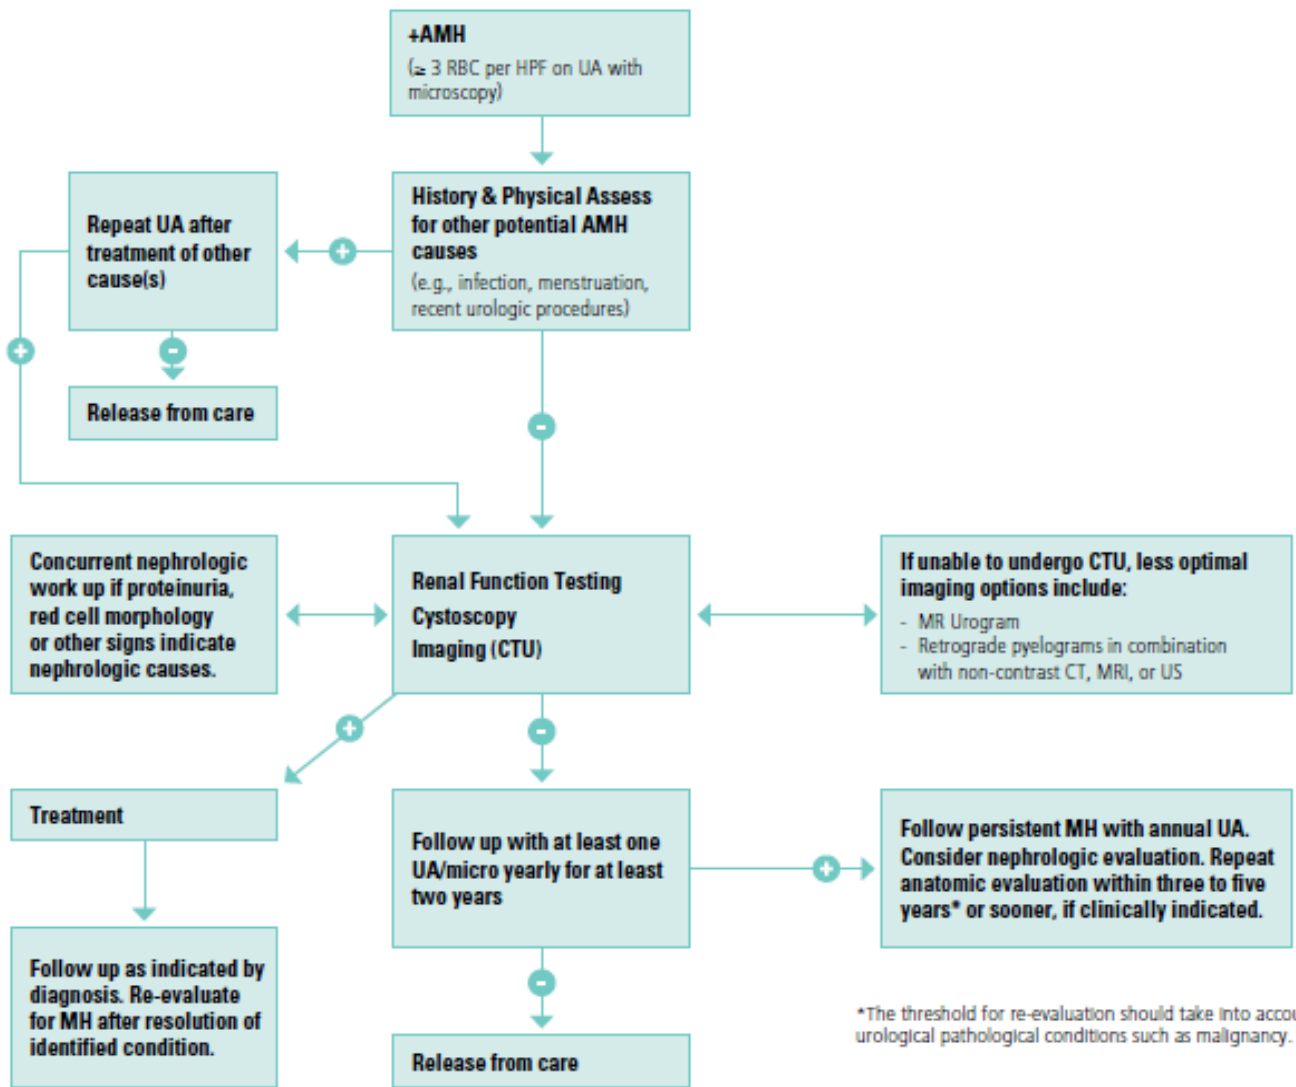 +AMH
(≥ 3 RBC per HPF on UA with
microscopy)
History & Physical Assess
for other potential AMH
causes
(e.g., infection, menstruation,
recent urologic procedures)
+
Repeat UA after
treatment of other
cause(s)
+
-
Release from care
-
Concurrent nephrologic
work up if proteinuria,
red cell morphology
or other signs indicate
nephrologic causes.
Renal Function Testing
Cystoscopy
Imaging (CTU)
If unable to undergo CTU, less optimal
imaging options include:
- MR Urogram
- Retrograde pyelograms in combination
with non-contrast CT, MRI, or US
+
-
Treatment
Follow up with at least one
UA/micro yearly for at least
two years
+
Follow persistent MH with annual UA.
Consider nephrologic evaluation. Repeat
anatomic evaluation within three to five
years* or sooner, if clinically indicated.
Follow up as indicated by
diagnosis. Re-evaluate
for MH after resolution of
identified condition.
-
Release from care
*The threshold for re-evaluation should take into
urological pathological conditions such as malignancy.